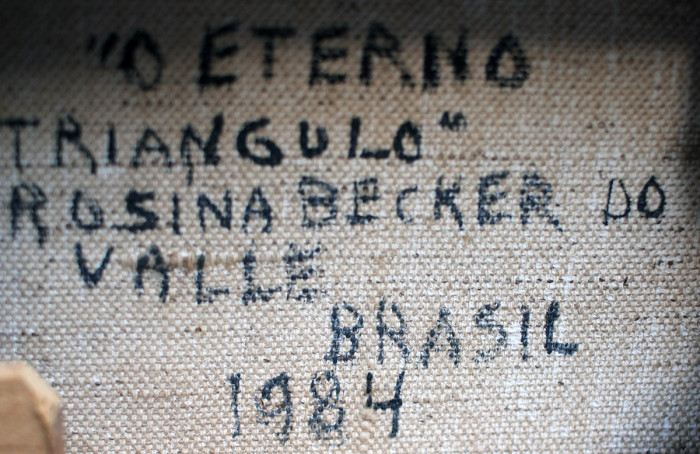 "O ETERNO
TRIANGULO"
ROSINA BECKER DO
VALLE
BRASIL
1984